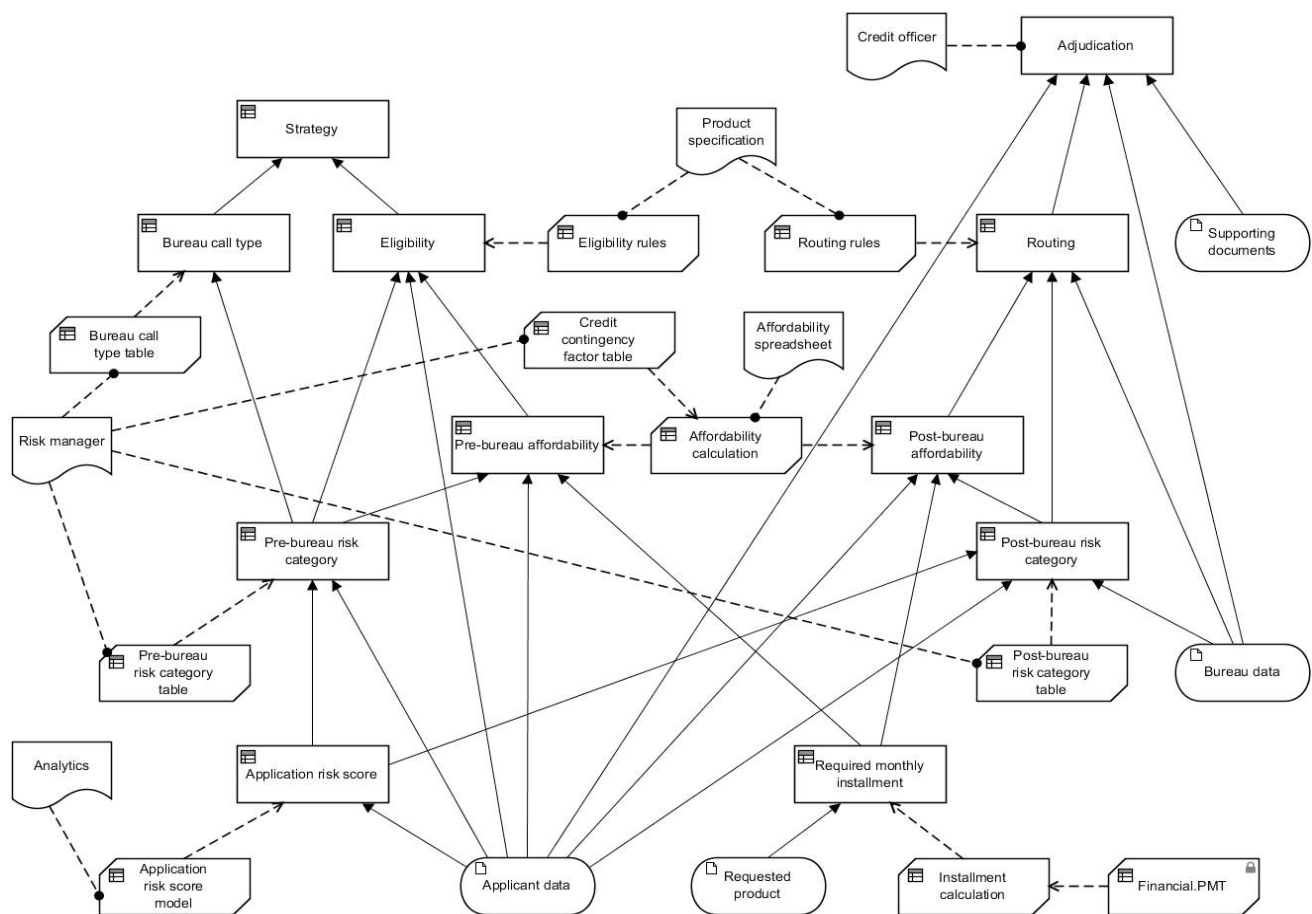 Credit officer
Adjudication
Strategy
Product
specification
Bureau call type
Eligibility
Eligibility rules
Routing rules
Routing
Supporting
documents
Bureau call
type table
Credit
contingency
factor table
Affordability
spreadsheet
Risk manager
Pre-bureau affordability
Affordability
calculation
Post-bureau
affordability
Pre-bureau risk
category
Post-bureau risk
category
Pre-bureau
risk category
table
Post-bureau
risk category
table
Bureau data
Analytics
Application risk score
Required monthly
installment
Application
risk score
model
Applicant data
Requested
product
Installment
calculation
Financial.PMT